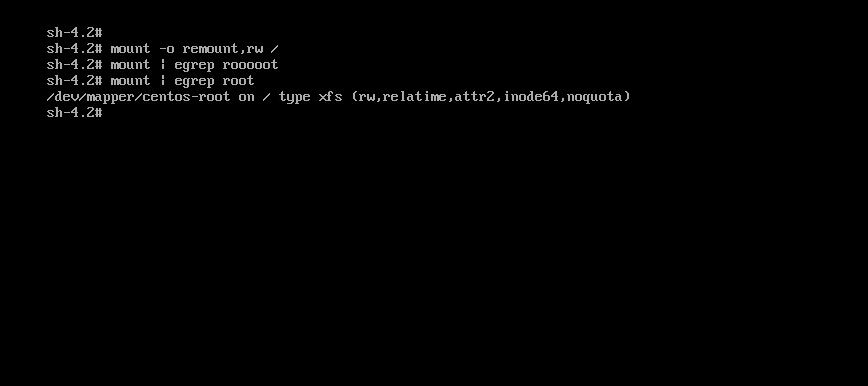 sh-4.2#
sh-4.2# mount -o remount,rw /
sh-4.2# mount | egrep rooooot
sh-4.2# mount | egrep root
/dev/mapper/centos-root on / type xfs (rw,relatime,attr2,inode64,noquota)
sh-4.2#